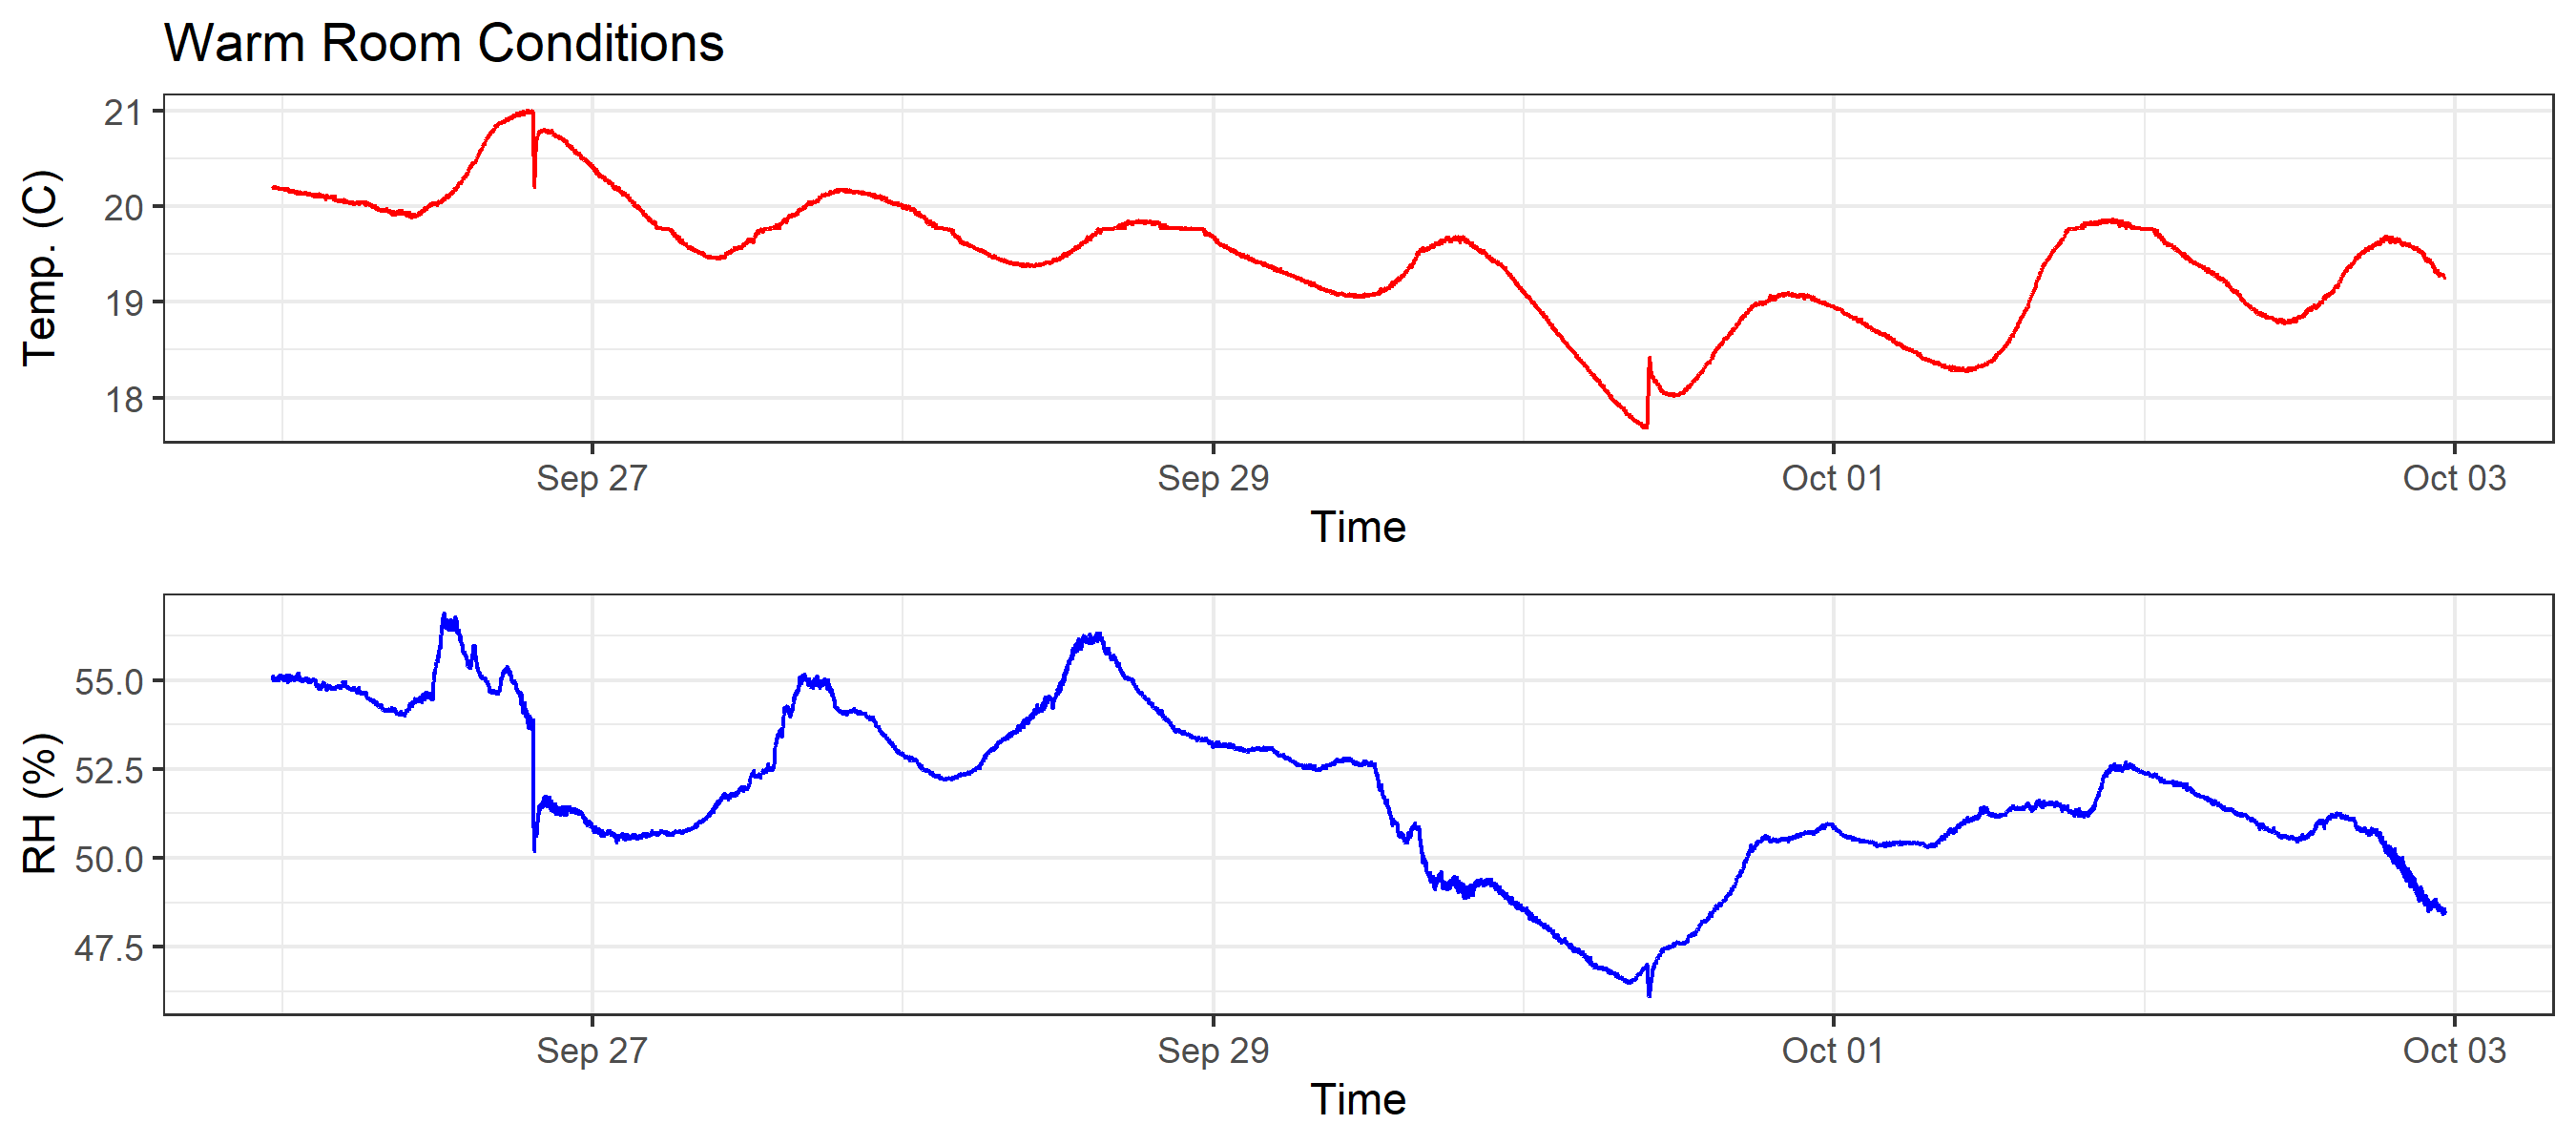 Warm Room Conditions
Temp. (C)
21
20
19
18
Sep 27 Sep 29 Oct 01 Oct 03
Time
RH (%)
55.0
52.5
50.0
47.5
Sep 27 Sep 29 Oct 01 Oct 03
Time